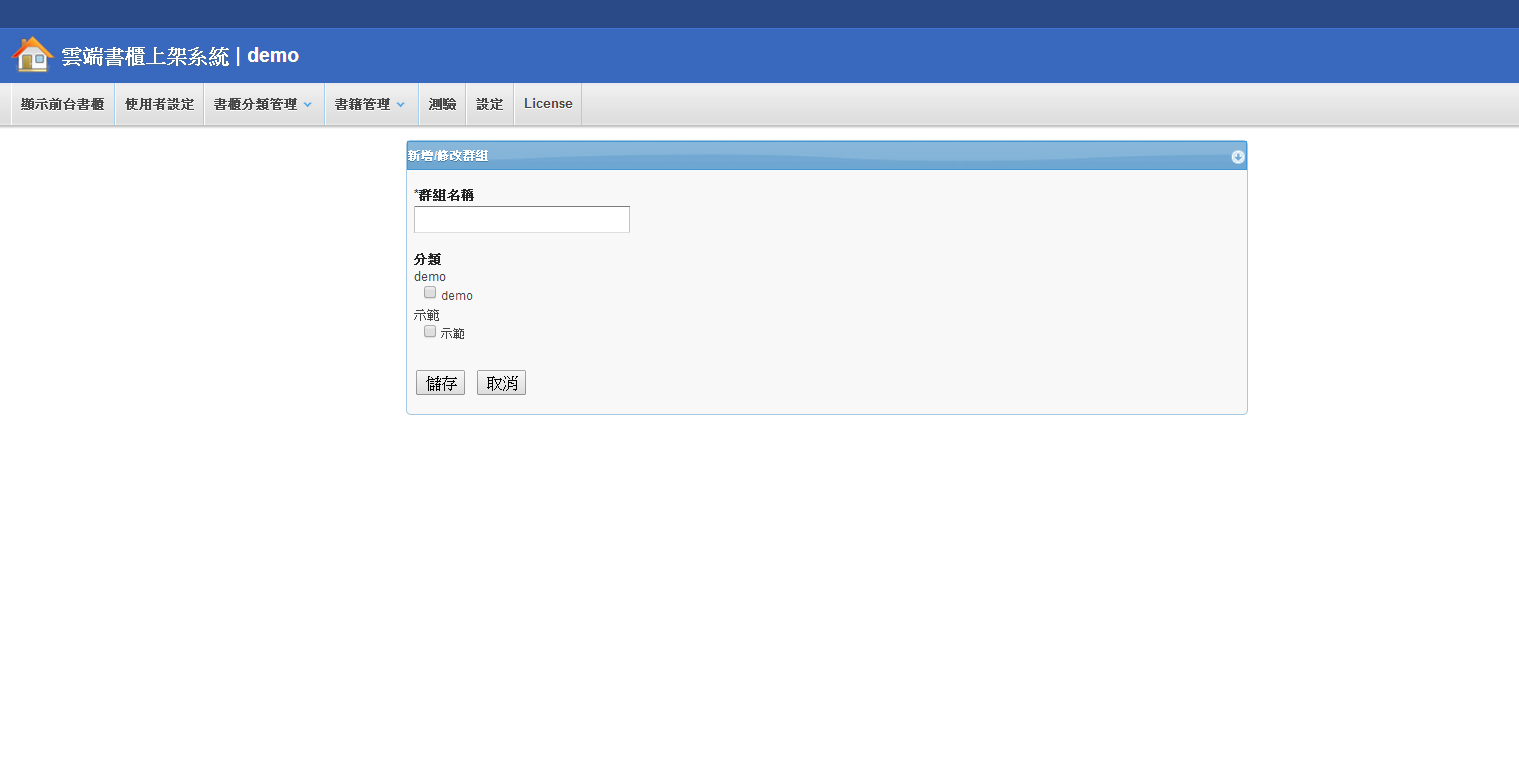 雲端書櫃上架系統 | demo
顯示前台書櫃 使用者設定 書櫃分類管理 書籍管理 測驗 設定 License
新增/修改群組
*群組名稱
分類
demo
demo
示範
示範
儲存 取消